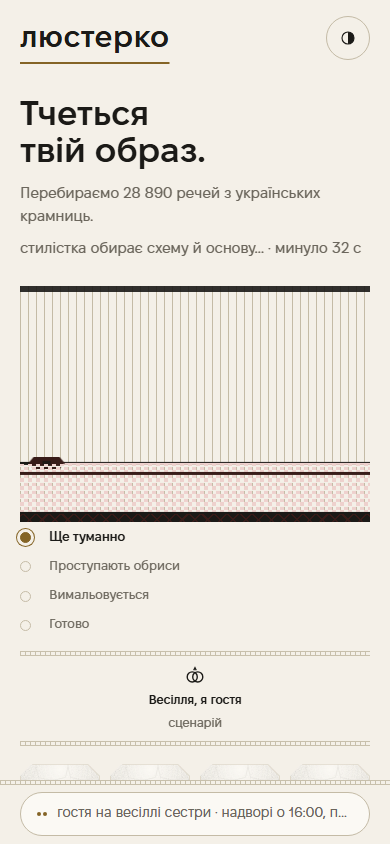 люстерко
Тчеться
твій образ.
Перебираємо 28 890 речей з українських
крамниць.
стилістка обирає схему й основу... · минуло 32 с
Ще туманно
Проступають обриси
Вимальовується
Готово
Весілля, я гостя
сценарій
гостя на весіллі сестри · надворі о 16:00, п...